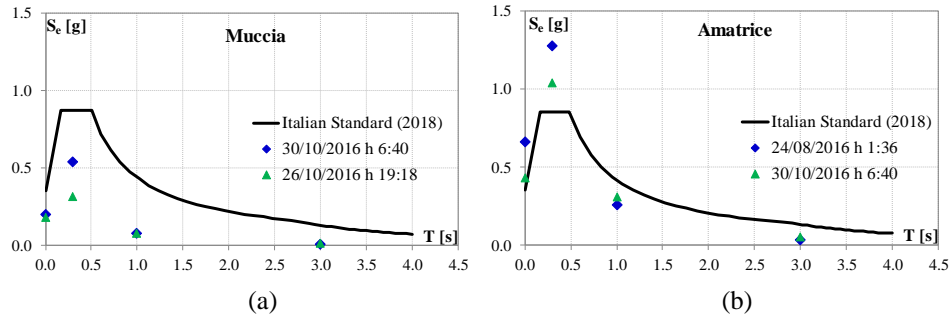 Sₑ [g]
Muccia
1.5
1.0
Italian Standard (2018)
30/10/2016 h 6:40
0.5
26/10/2016 h 19:18
T [s]
0.0
0.0 0.5 1.0 1.5 2.0 2.5 3.0 3.5 4.0 4.5
(a)
Sₑ [g]
Amatrice
1.5
1.0
Italian Standard (2018)
24/08/2016 h 1:36
0.5
30/10/2016 h 6:40
T [s]
0.0
0.0 0.5 1.0 1.5 2.0 2.5 3.0 3.5 4.0 4.5
(b)